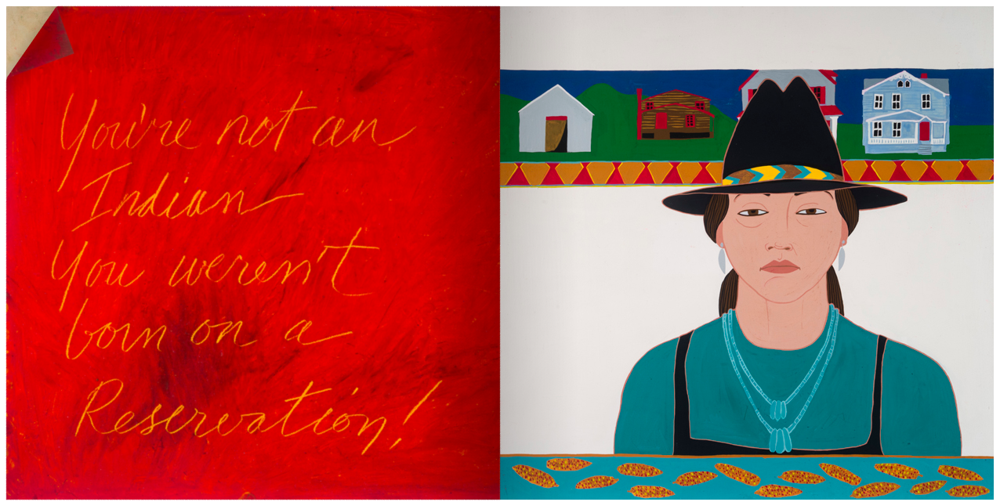 You're not an
Indian—
You weren't
born on a
Reservation!